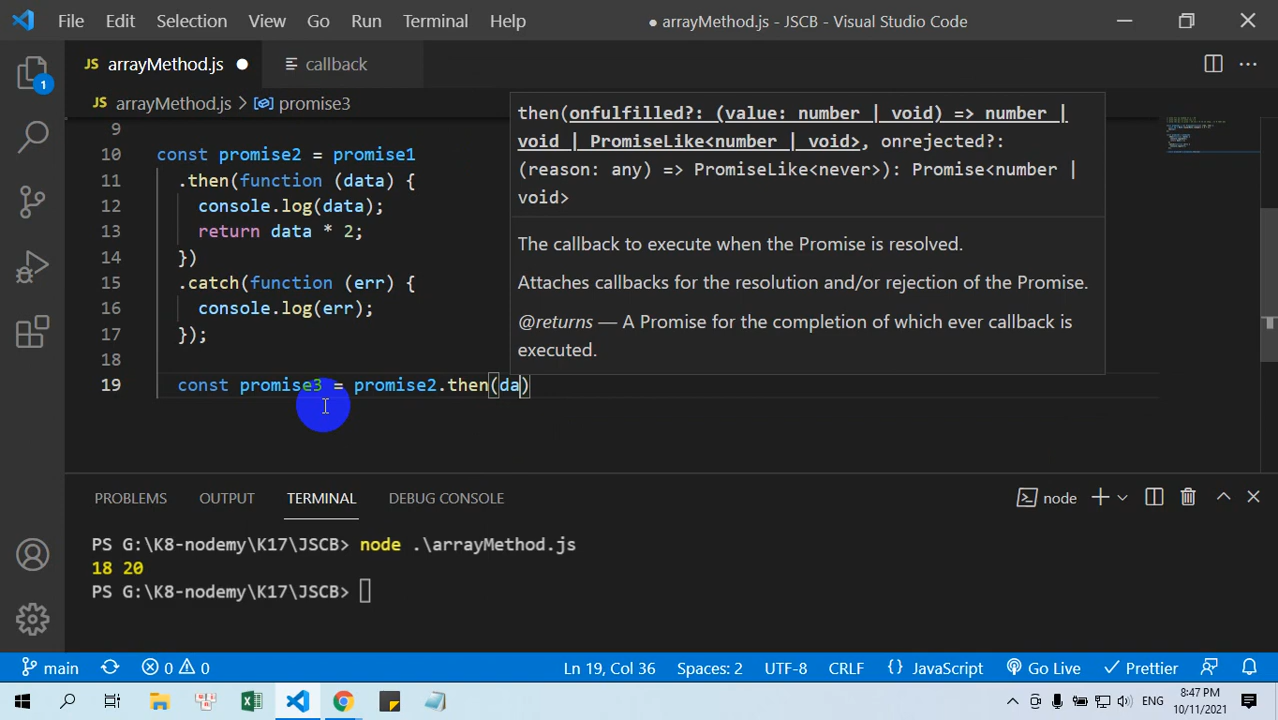 File Edit Selection View Go Run Terminal Help ● arrayMethod.js - JSCB - Visual Studio Code
JS arrayMethod.js ● callback
JS arrayMethod.js > promise3
1
9
10 const promise2 = promise1
11 .then(function (data) {
12 console.log(data);
13 return data * 2;
14 })
15 .catch(function (err) {
16 console.log(err);
17 });
18
19 const promise3 = promise2.then(da)
then(onfulfilled?: (value: number | void) => number |
void | PromiseLike<number | void>, onrejected?:
(reason: any) => PromiseLike<never>): Promise<number |
void>
The callback to execute when the Promise is resolved.
Attaches callbacks for the resolution and/or rejection of the Promise.
@returns — A Promise for the completion of which ever callback is
executed.
PROBLEMS OUTPUT TERMINAL DEBUG CONSOLE node
PS G:\K8-nodemy\K17\JSCB> node .\arrayMethod.js
18 20
PS G:\K8-nodemy\K17\JSCB>
main 0 0 Ln 19, Col 36 Spaces: 2 UTF-8 CRLF {} JavaScript Go Live Prettier
ENG 8:47 PM
10/11/2021